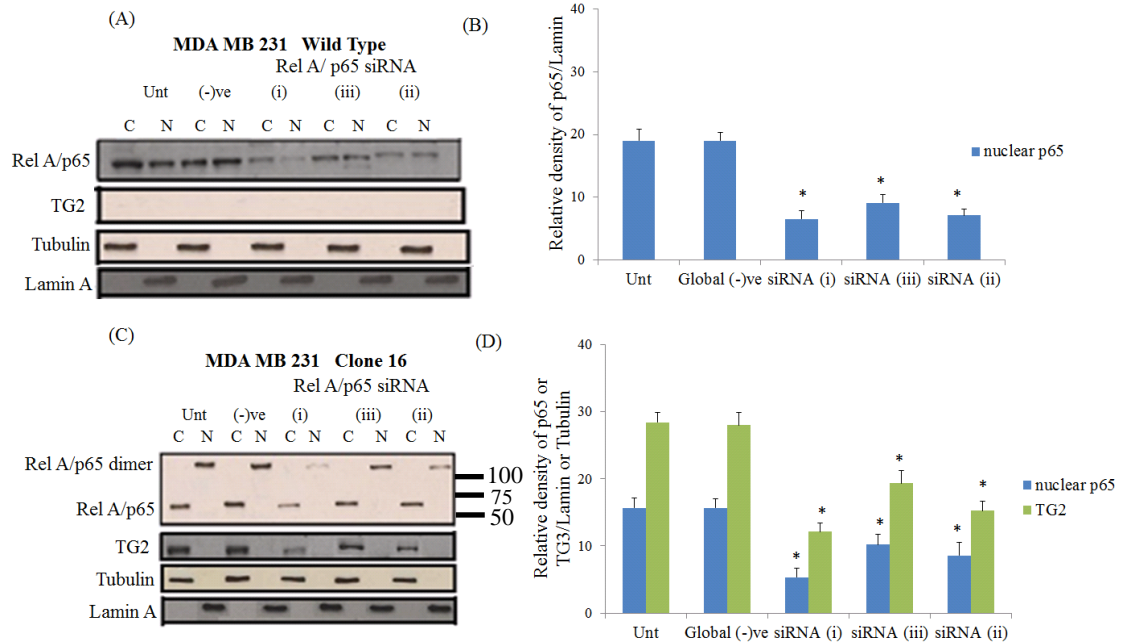 (A)
MDA MB 231 Wild Type
Rel A/ p65 siRNA
Unt (-)ve (i) (iii) (ii)
C N C N C N C N C N
Rel A/p65
TG2
Tubulin
Lamin A
(B)
Relative density of p65/Lamin
40
30
20
10
0
Unt Global (-)ve siRNA (i) siRNA (iii) siRNA (ii)
* * *
nuclear p65
(C)
MDA MB 231 Clone 16
Rel A/p65 siRNA
Unt (-)ve (i) (iii) (ii)
C N C N C N C N C N
Rel A/p65 dimer
Rel A/p65
100
75
50
TG2
Tubulin
Lamin A
(D)
Relative density of p65 or
TG3/Lamin or Tubulin
40
30
20
10
0
Unt Global (-)ve siRNA (i) siRNA (iii) siRNA (ii)
* * * * * *
nuclear p65
TG2